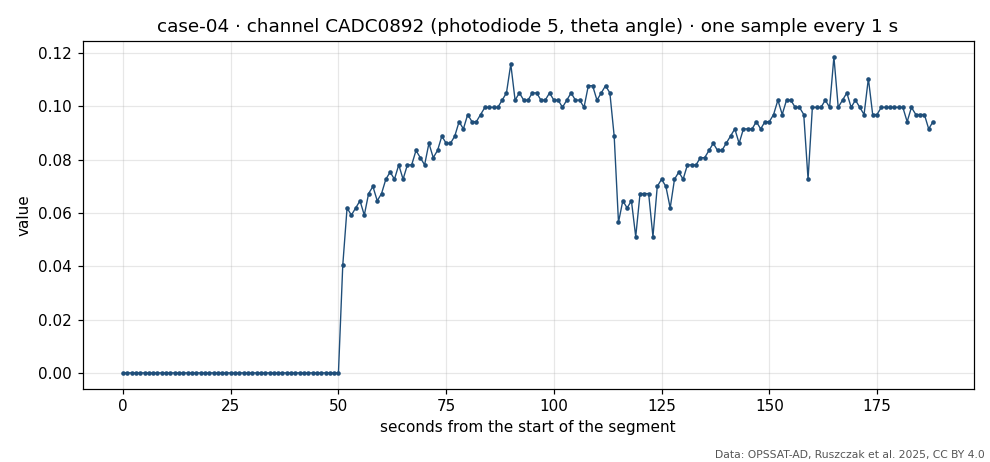 case-04 · channel CADC0892 (photodiode 5, theta angle) · one sample every 1 s
0.12
0.10
0.08
0.06
0.04
0.02
0.00
value
0 25 50 75 100 125 150 175
seconds from the start of the segment
Data: OPSSAT-AD, Ruszczak et al. 2025, CC BY 4.0